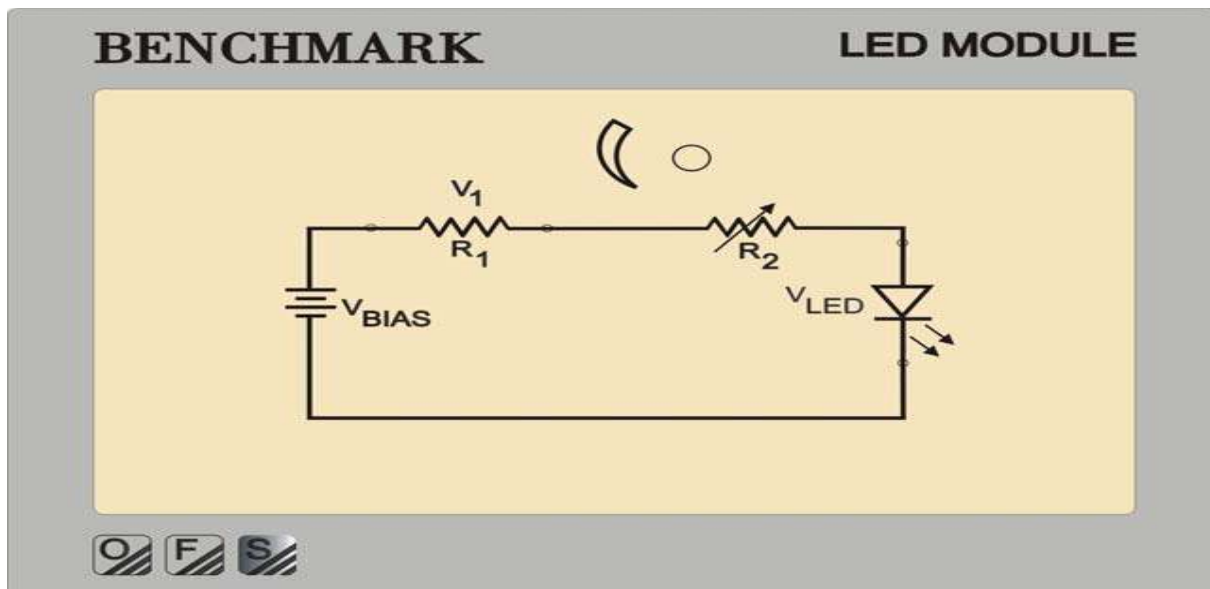 BENCHMARK
LED MODULE
V1
R1
R2
VBIAS
VLED
O F S